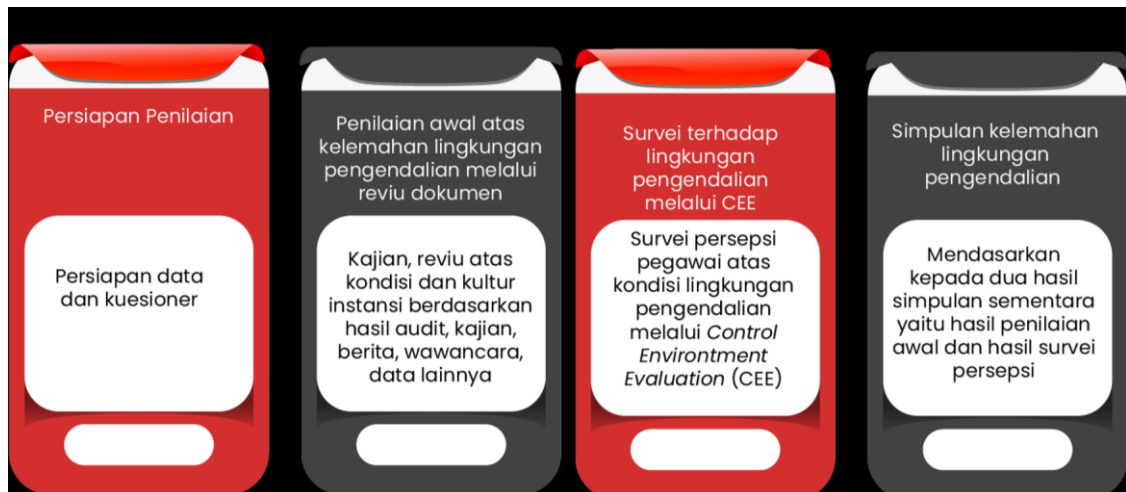 Persiapan Penilaian
Persiapan data
dan kuesioner
Penilaian awal atas
kelemahan lingkungan
pengendalian melalui
reviu dokumen
Kajian, reviu atas
kondisi dan kultur
instansi berdasarkan
hasil audit, kajian,
berita, wawancara,
data lainnya
Survei terhadap
lingkungan
pengendalian
melalui CEE
Survei persepsi
pegawai atas
kondisi lingkungan
pengendalian
melalui Control
Environtment
Evaluation (CEE)
Simpulan kelemahan
lingkungan
pengendalian
Mendasarkan
kepada dua hasil
simpulan sementara
yaitu hasil penilaian
awal dan hasil survei
persepsi